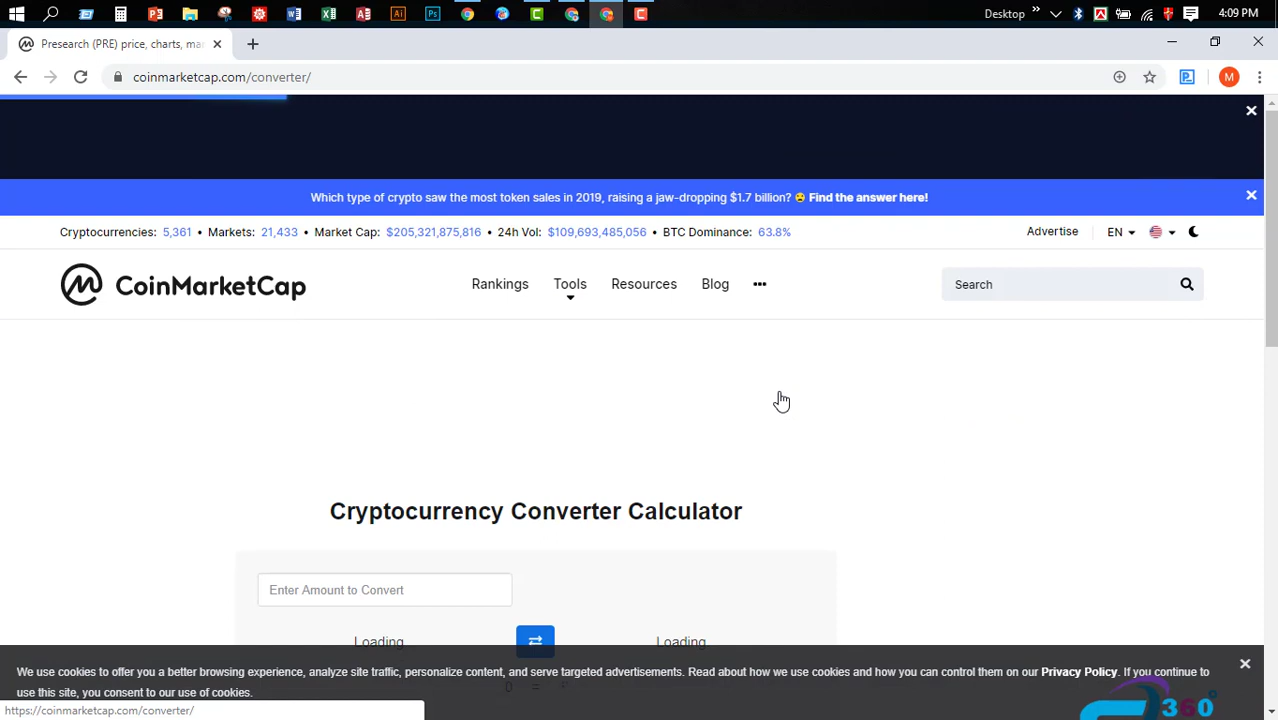 Desktop
4:09 PM
Presearch (PRE) price, charts, ma
coinmarketcap.com/converter/
M
Which type of crypto saw the most token sales in 2019, raising a jaw-dropping $1.7 billion? 😮 Find the answer here!
Cryptocurrencies: 5,361 • Markets: 21,433 • Market Cap: $205,321,875,816 • 24h Vol: $109,693,485,056 • BTC Dominance: 63.8%
Advertise EN
CoinMarketCap
Rankings Tools Resources Blog •••
Search
Cryptocurrency Converter Calculator
Enter Amount to Convert
Loading Loading
0 =
We use cookies to offer you a better browsing experience, analyze site traffic, personalize content, and serve targeted advertisements. Read about how we use cookies and how you can control them on our Privacy Policy. If you continue to
use this site, you consent to our use of cookies.
https://coinmarketcap.com/converter/
360°